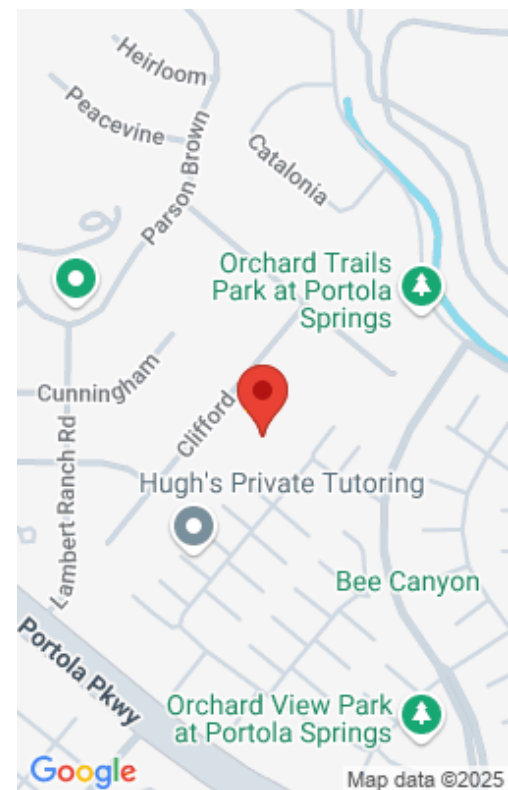 Heirloom
Peacevine
Parson Brown
Catalonia
Orchard Trails
Park at Portola
Springs
Cunningham
Clifford
Lambert Ranch Rd
Hugh's Private Tutoring
Bee Canyon
Portola Pkwy
Orchard View Park
at Portola Springs
Google
Map data ©2025